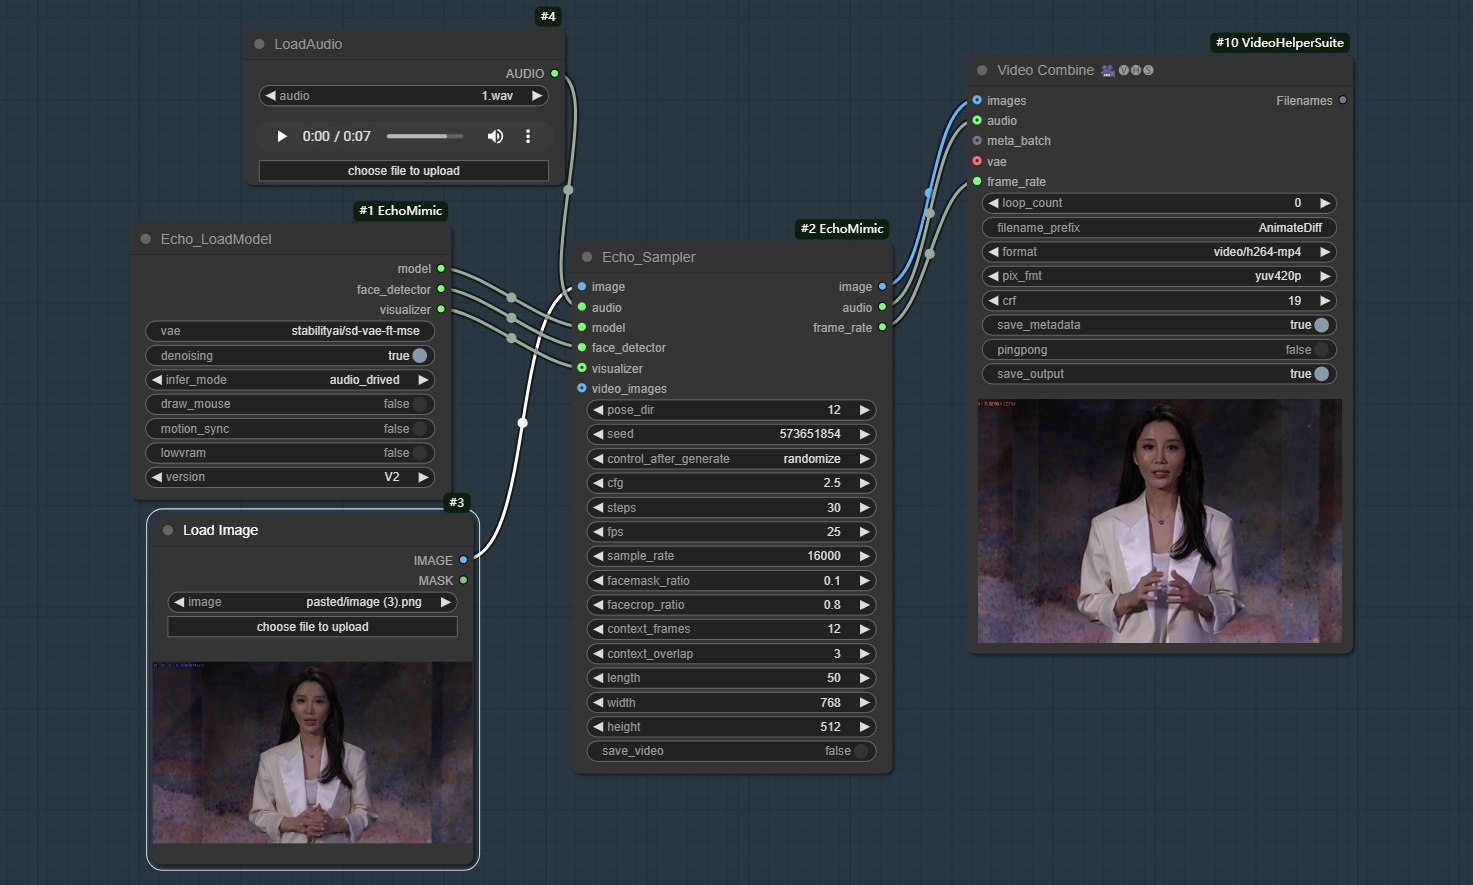 #4
LoadAudio
AUDIO
audio 1.wav
0:00 / 0:07
choose file to upload
#1 EchoMimic
Echo_LoadModel
model
face_detector
visualizer
vae stabilityai/sd-vae-ft-mse
denoising true
infer_mode audio_drived
draw_mouse false
motion_sync false
lowvram false
version V2
#3
Load Image
IMAGE
MASK
image pasted/image (3).png
choose file to upload
#2 EchoMimic
Echo_Sampler
image image
audio audio
model frame_rate
face_detector
visualizer
video_images
pose_dir 12
seed 573651854
control_after_generate randomize
cfg 2.5
steps 30
fps 25
sample_rate 16000
facemask_ratio 0.1
facecrop_ratio 0.8
context_frames 12
context_overlap 3
length 50
width 768
height 512
save_video false
#10 VideoHelperSuite
Video Combine 🎥🅥🅗🅢
images Filenames
audio
meta_batch
vae
frame_rate
loop_count 0
filename_prefix AnimateDiff
format video/h264-mp4
pix_fmt yuv420p
crf 19
save_metadata true
pingpong false
save_output true